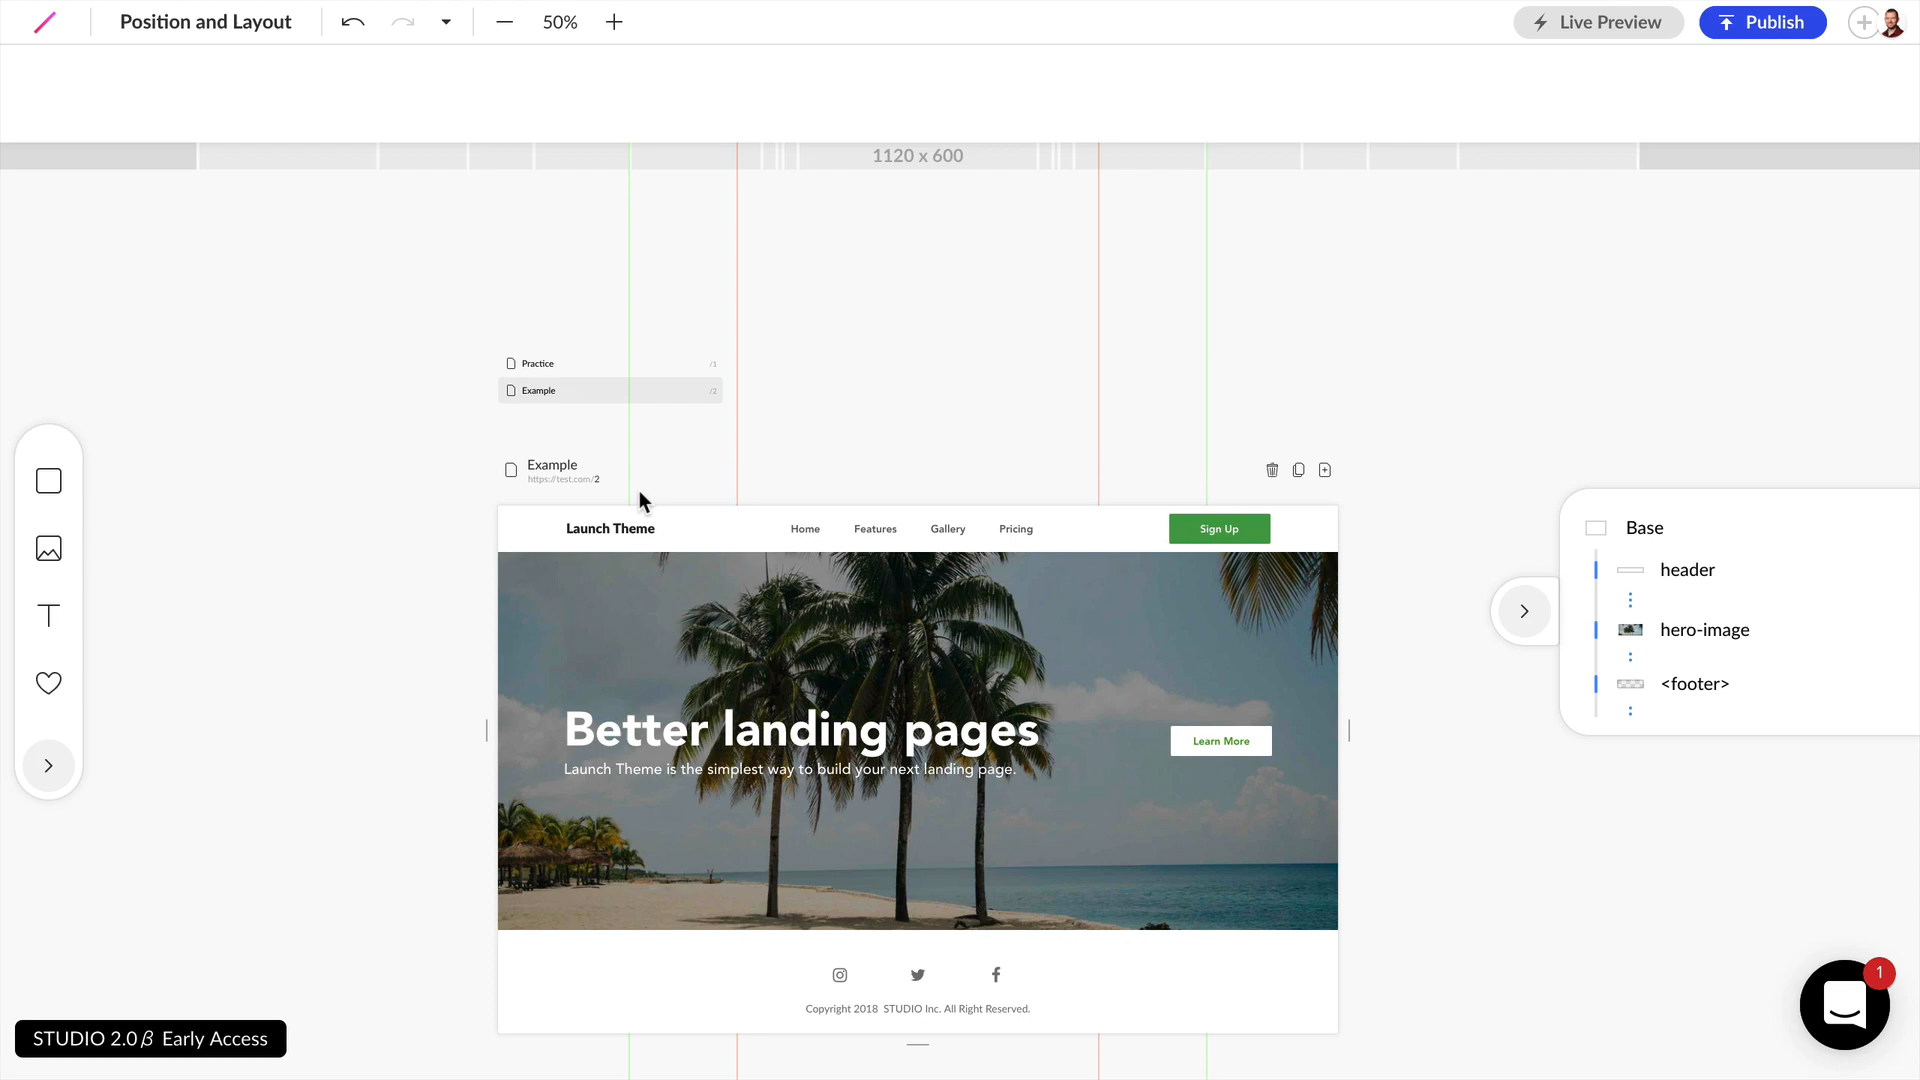 Position and Layout
50%
Live Preview
Publish
1120 x 600
Practice /1
Example /2
Example
https://test.com/2
Launch Theme
Home
Features
Gallery
Pricing
Sign Up
Better landing pages
Launch Theme is the simplest way to build your next landing page.
Learn More
Copyright 2018 STUDIO Inc. All Right Reserved.
Base
header
hero-image
<footer>
STUDIO 2.0 β Early Access
1